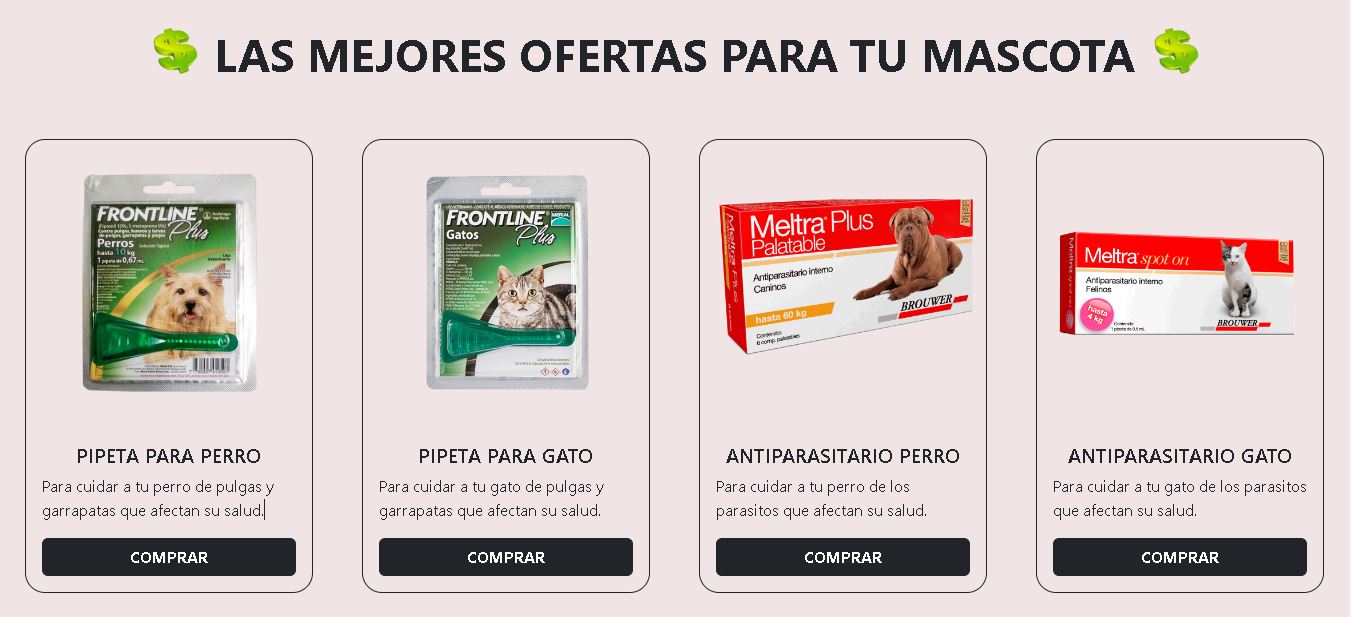 LAS MEJORES OFERTAS PARA TU MASCOTA
FRONTLINE
Plus
Perros
hasta 10 kg
1 pipeta de 0,67 mL
PIPETA PARA PERRO
Para cuidar a tu perro de pulgas y
garrapatas que afectan su salud.
COMPRAR
FRONTLINE
Plus
Gatos
PIPETA PARA GATO
Para cuidar a tu gato de pulgas y
garrapatas que afectan su salud.
COMPRAR
Meltra Plus
Palatable
Antiparasitario interno
Caninos
hasta 60 kg
BROUWER
Contenido:
6 comp. palatables
ANTIPARASITARIO PERRO
Para cuidar a tu perro de los
parasitos que afectan su salud.
COMPRAR
Meltra spot on
Antiparasitario interno
Felinos
hasta
4 kg
BROUWER
ANTIPARASITARIO GATO
Para cuidar a tu gato de los parasitos
que afectan su salud.
COMPRAR